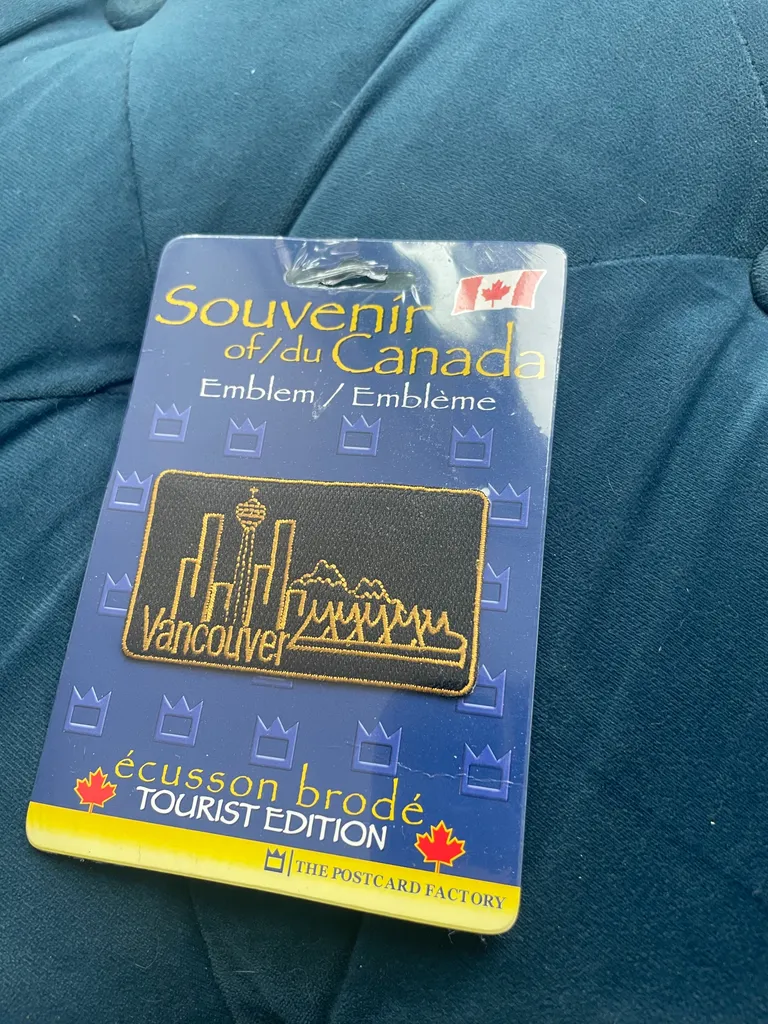 Souvenir
of/du Canada
Emblem / Emblème
Vancouver
écusson brodé
TOURIST EDITION
THE POSTCARD FACTORY